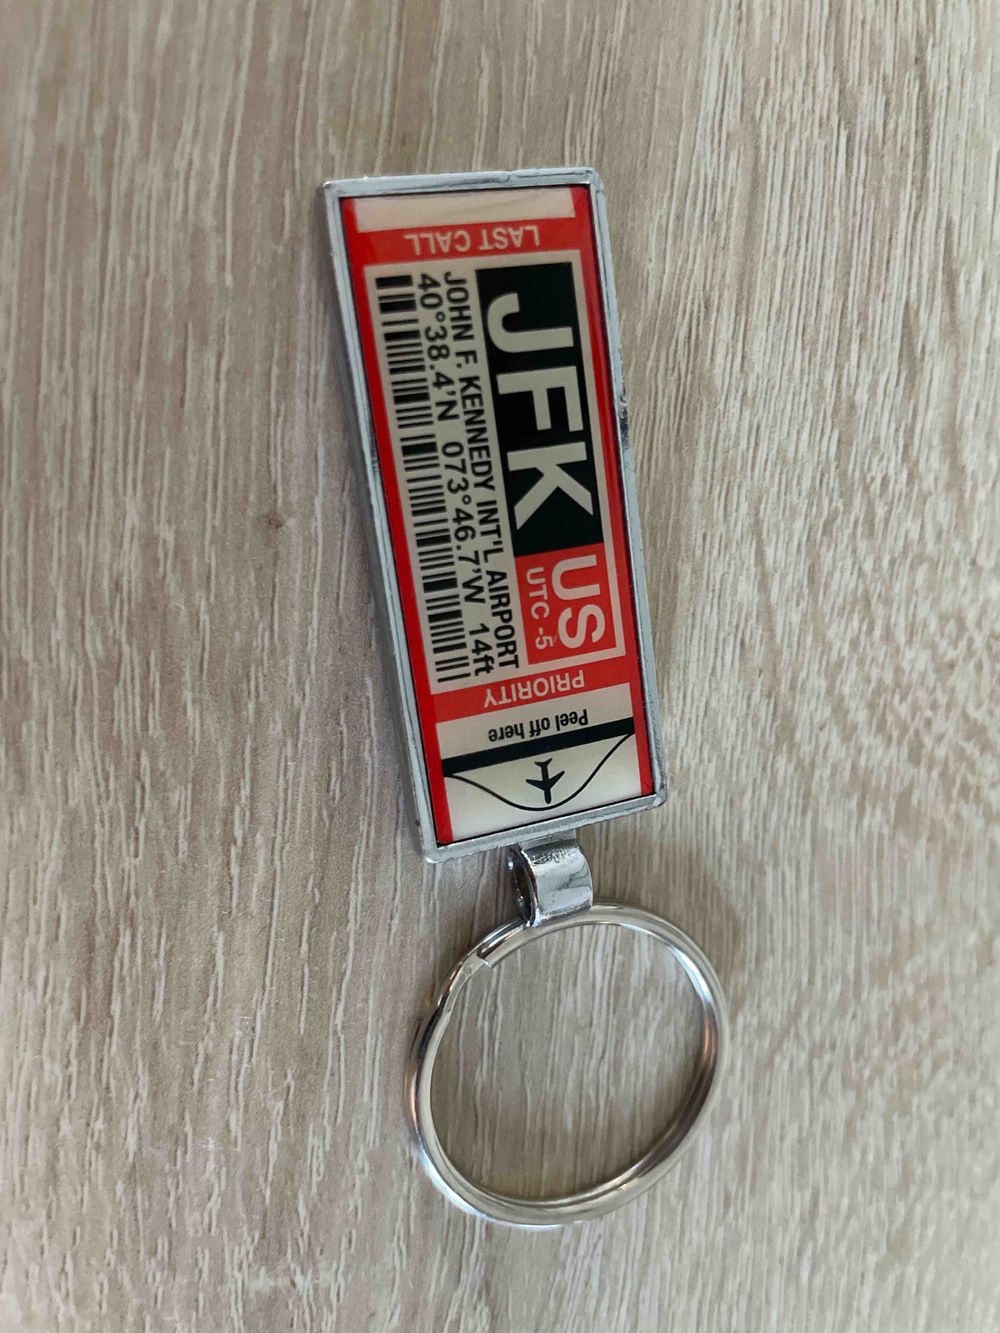 LAST CALL
JFK
US
UTC -5
JOHN F. KENNEDY INT'L AIRPORT
40°38.4'N 073°46.7'W 14ft
PRIORITY
Peel off here